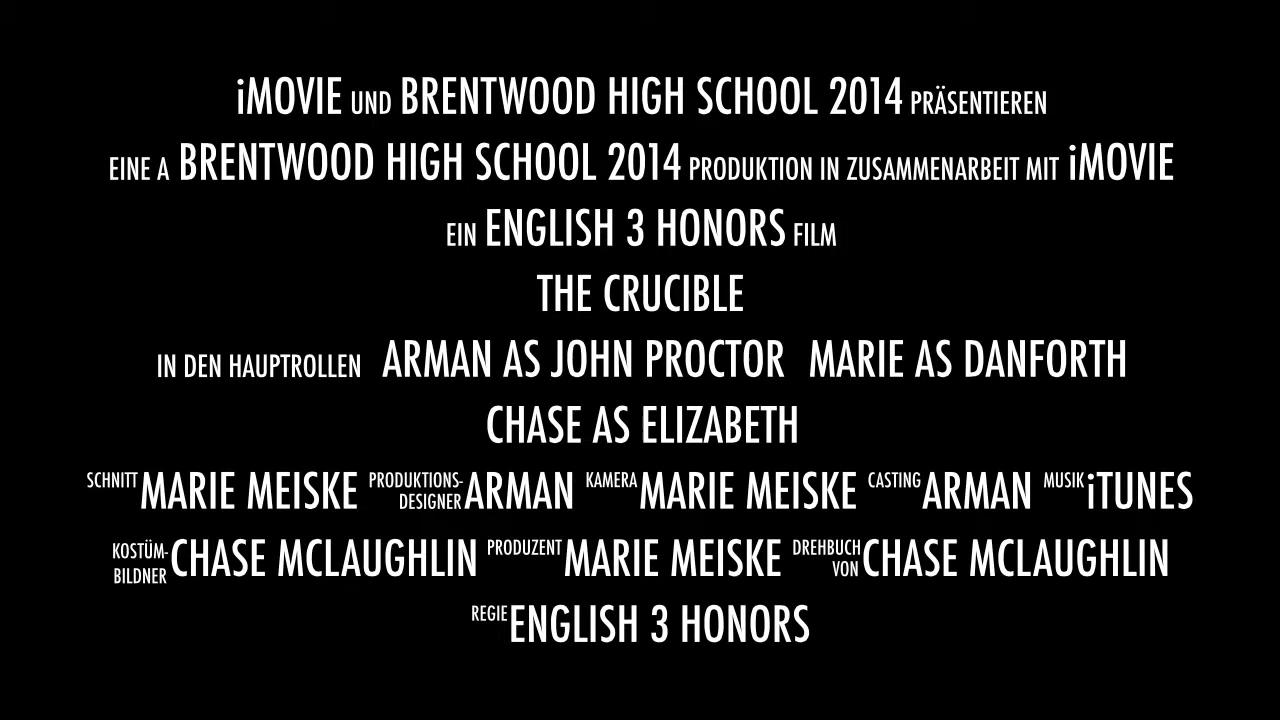 iMOVIE UND BRENTWOOD HIGH SCHOOL 2014 PRÄSENTIEREN
EINE A BRENTWOOD HIGH SCHOOL 2014 PRODUKTION IN ZUSAMMENARBEIT MIT iMOVIE
EIN ENGLISH 3 HONORS FILM
THE CRUCIBLE
IN DEN HAUPTROLLEN ARMAN AS JOHN PROCTOR MARIE AS DANFORTH
CHASE AS ELIZABETH
SCHNITT MARIE MEISKE PRODUKTIONS-DESIGNER ARMAN KAMERA MARIE MEISKE CASTING ARMAN MUSIK iTUNES
KOSTÜM-BILDNER CHASE MCLAUGHLIN PRODUZENT MARIE MEISKE DREHBUCH VON CHASE MCLAUGHLIN
REGIE ENGLISH 3 HONORS